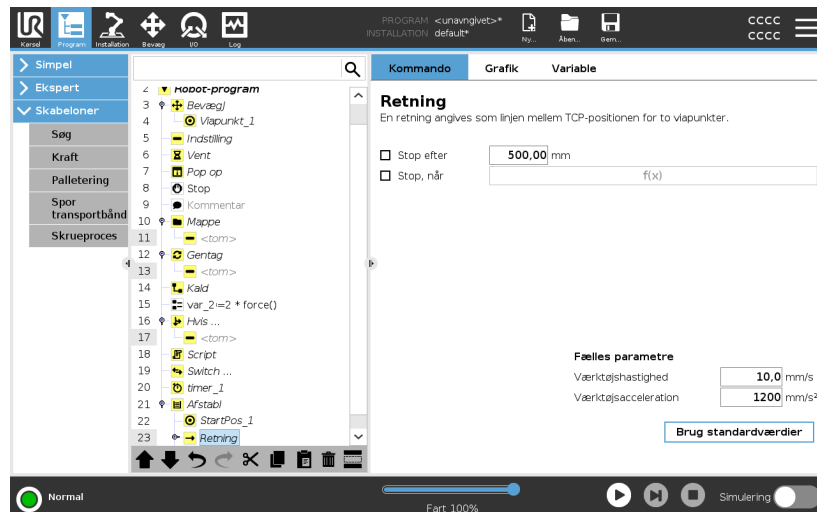 PROGRAM <unavngivet>*
INSTALLATION default*
cccc
cccc
Kørsel
Program
Installation
Bevæg
I/O
Log
Ny...
Åben...
Gem...
Simpel
Ekspert
Skabeloner
Søg
Kraft
Palletering
Spor
transportbånd
Skrueproces
2 Robot-program
3 BevægJ
4 Viapunkt_1
5 Indstilling
6 Vent
7 Pop op
8 Stop
9 Kommentar
10 Mappe
11 <tom>
12 Gentag
13 <tom>
14 Kald
15 var_2≔2 * force()
16 Hvis ...
17 <tom>
18 Script
19 Switch ...
20 timer_1
21 Afstabl
22 StartPos_1
23 Retning
Kommando
Grafik
Variable
Retning
En retning angives som linjen mellem TCP-positionen for to viapunkter.
Stop efter 500,00 mm
Stop, når f(x)
Fælles parametre
Værktøjshastighed 10,0 mm/s
Værktøjsacceleration 1200 mm/s²
Brug standardværdier
Normal
Fart 100%
Simulering